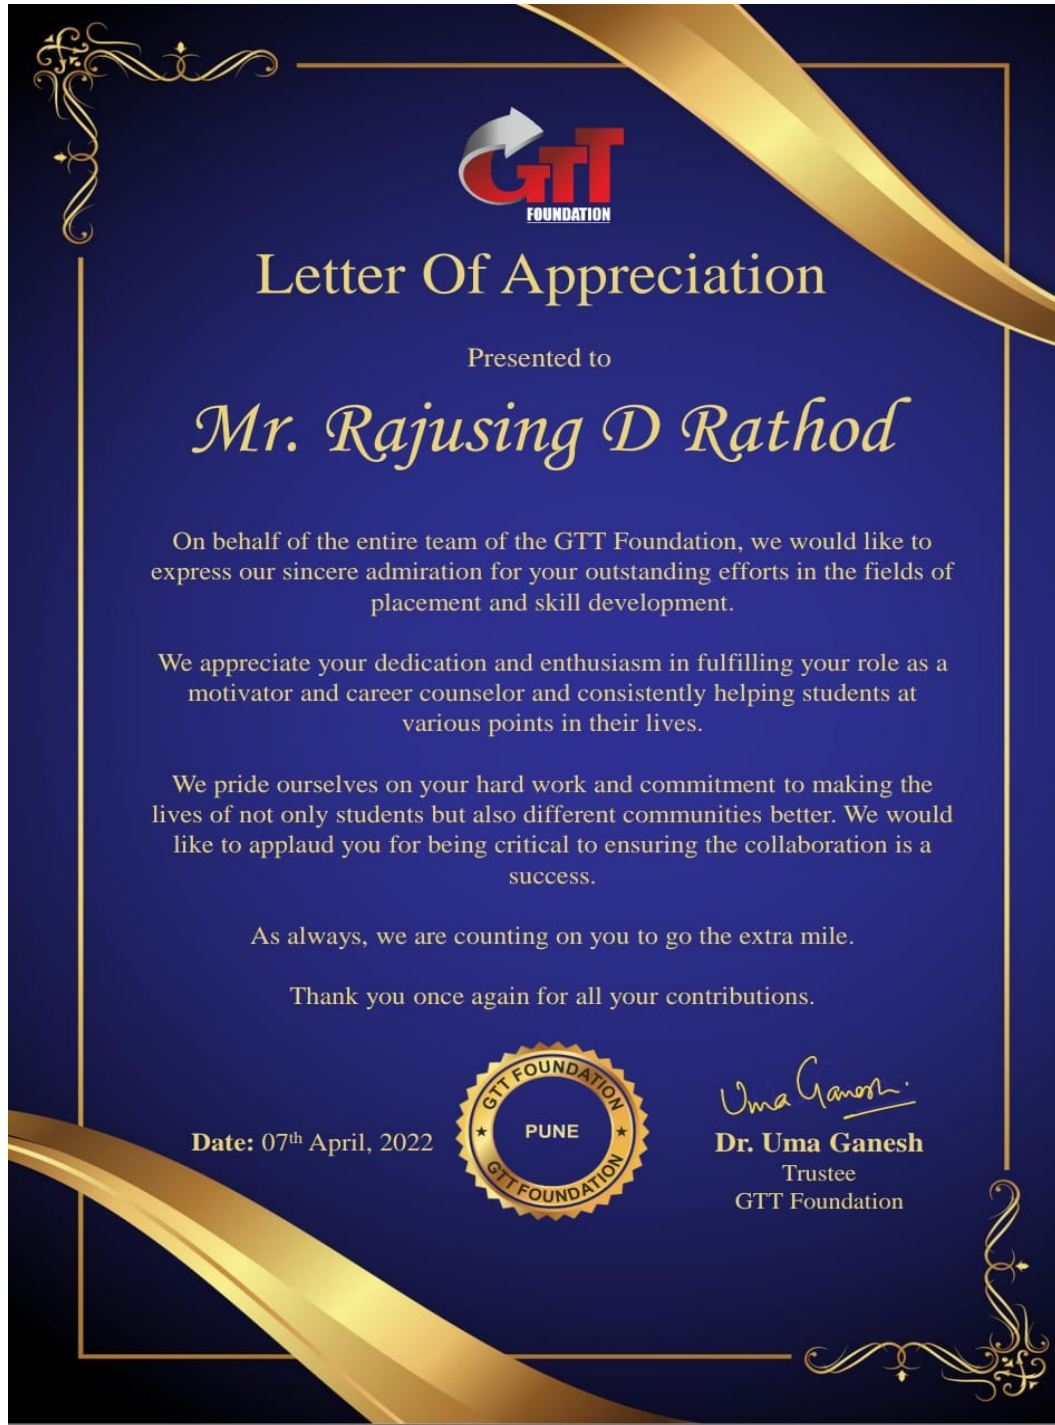 GTT
FOUNDATION
Letter Of Appreciation
Presented to
Mr. Rajusing D Rathod
On behalf of the entire team of the GTT Foundation, we would like to
express our sincere admiration for your outstanding efforts in the fields of
placement and skill development.
We appreciate your dedication and enthusiasm in fulfilling your role as a
motivator and career counselor and consistently helping students at
various points in their lives.
We pride ourselves on your hard work and commitment to making the
lives of not only students but also different communities better. We would
like to applaud you for being critical to ensuring the collaboration is a
success.
As always, we are counting on you to go the extra mile.
Thank you once again for all your contributions.
Date: 07th April, 2022
GTT FOUNDATION
PUNE
GTT FOUNDATION
Uma Ganesh.
Dr. Uma Ganesh
Trustee
GTT Foundation